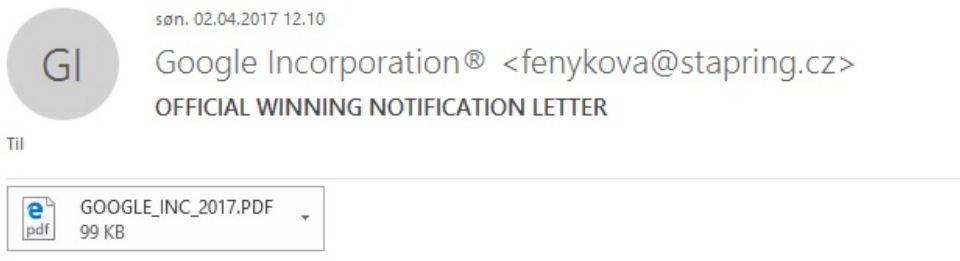 søn. 02.04.2017 12.10
GI
Google Incorporation® <fenykova@stapring.cz>
OFFICIAL WINNING NOTIFICATION LETTER
Til
e
pdf
GOOGLE_INC_2017.PDF
99 KB